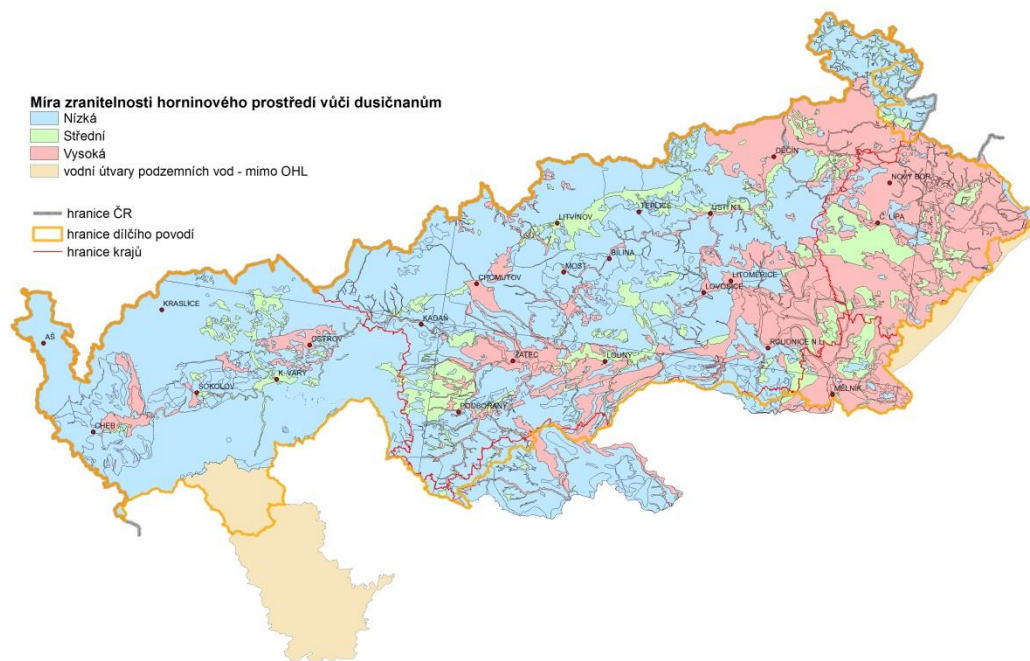 Míra zranitelnosti horninového prostředí vůči dusičnanům
Nízká
Střední
Vysoká
vodní útvary podzemních vod - mimo OHL
hranice ČR
hranice dílčího povodí
hranice krajů
DĚČÍN
NOVÝ BOR
TEPLICE
ÚSTÍ N.L.
LITVÍNOV
Č. LÍPA
BÍLINA
MOST
CHOMUTOV
LITOMĚŘICE
LOVOSICE
KRASLICE
KADAŇ
AŠ
OSTROV
ROUDNICE N.L.
ŽATEC
LOUNY
K.VARY
SOKOLOV
MĚLNÍK
PODBOŘANY
CHEB